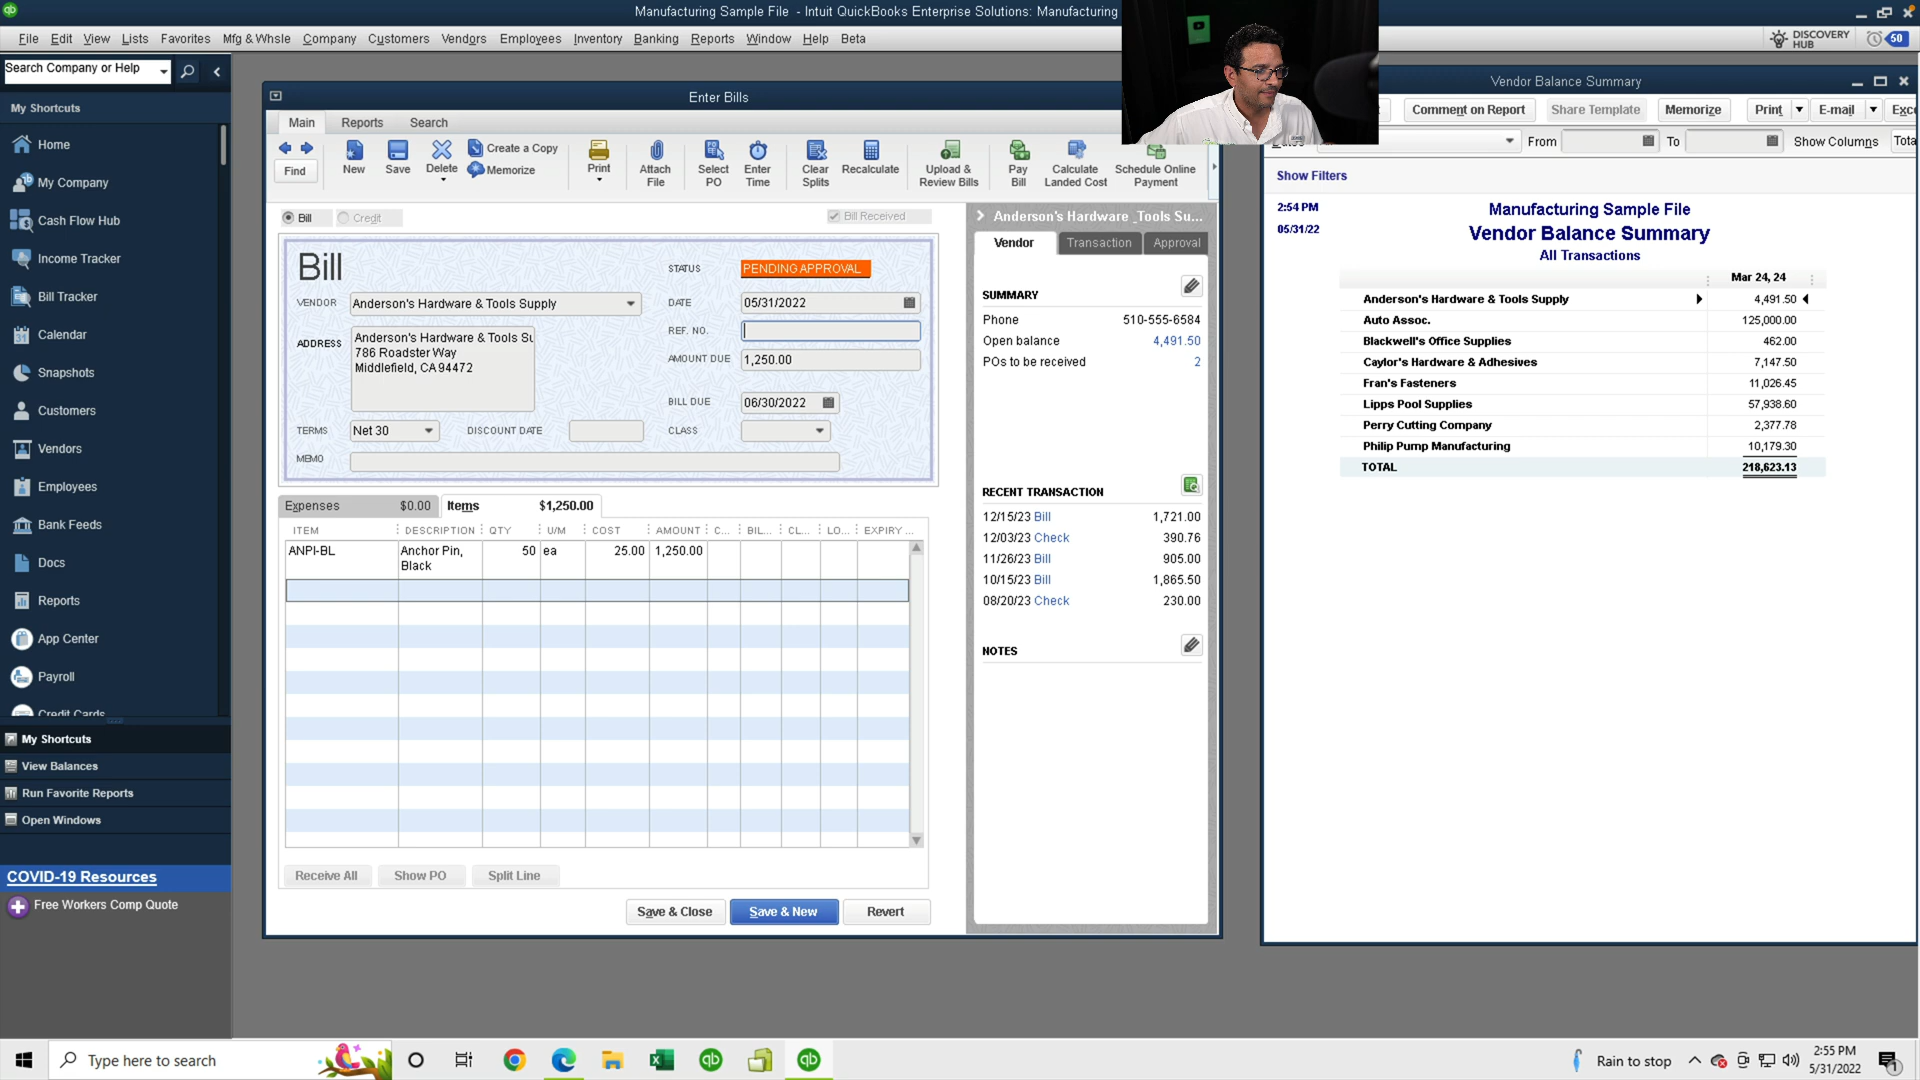 Manufacturing Sample File - Intuit QuickBooks Enterprise Solutions: Manufacturing
File Edit View Lists Favorites Mfg & Whsle Company Customers Vendors Employees Inventory Banking Reports Window Help Beta
DISCOVERY HUB
50
Search Company or Help
My Shortcuts
Home
My Company
Cash Flow Hub
Income Tracker
Bill Tracker
Calendar
Snapshots
Customers
Vendors
Employees
Bank Feeds
Docs
Reports
App Center
Payroll
Credit Cards
My Shortcuts
View Balances
Run Favorite Reports
Open Windows
COVID-19 Resources
Free Workers Comp Quote
Enter Bills
Main Reports Search
Find
New
Save
Delete
Create a Copy
Memorize
Print
Attach File
Select PO
Enter Time
Clear Splits
Recalculate
Upload & Review Bills
Pay Bill
Calculate Landed Cost
Schedule Online Payment
Bill Credit Bill Received
Bill
STATUS PENDING APPROVAL
VENDOR Anderson's Hardware & Tools Supply
DATE 05/31/2022
REF. NO.
ADDRESS
Anderson's Hardware & Tools Su
786 Roadster Way
Middlefield, CA 94472
AMOUNT DUE 1,250.00
BILL DUE 06/30/2022
TERMS Net 30 DISCOUNT DATE CLASS
MEMO
Expenses $0.00 Items $1,250.00
ITEM DESCRIPTION QTY U/M COST AMOUNT C... BIL... CL... LO... EXPIRY ...
ANPI-BL Anchor Pin, Black 50 ea 25.00 1,250.00
Receive All Show PO Split Line
Save & Close Save & New Revert
Anderson's Hardware _Tools Su...
Vendor Transaction Approval
SUMMARY
Phone 510-555-6584
Open balance 4,491.50
POs to be received 2
RECENT TRANSACTION
12/15/23 Bill 1,721.00
12/03/23 Check 390.76
11/26/23 Bill 905.00
10/15/23 Bill 1,865.50
08/20/23 Check 230.00
NOTES
Vendor Balance Summary
Comment on Report Share Template Memorize Print E-mail Exc
From To Show Columns Tota
Show Filters
2:54 PM
05/31/22
Manufacturing Sample File
Vendor Balance Summary
All Transactions
Mar 24, 24
Anderson's Hardware & Tools Supply 4,491.50
Auto Assoc. 125,000.00
Blackwell's Office Supplies 462.00
Caylor's Hardware & Adhesives 7,147.50
Fran's Fasteners 11,026.45
Lipps Pool Supplies 57,938.60
Perry Cutting Company 2,377.78
Philip Pump Manufacturing 10,179.30
TOTAL 218,623.13
Type here to search
Rain to stop
2:55 PM
5/31/2022
1